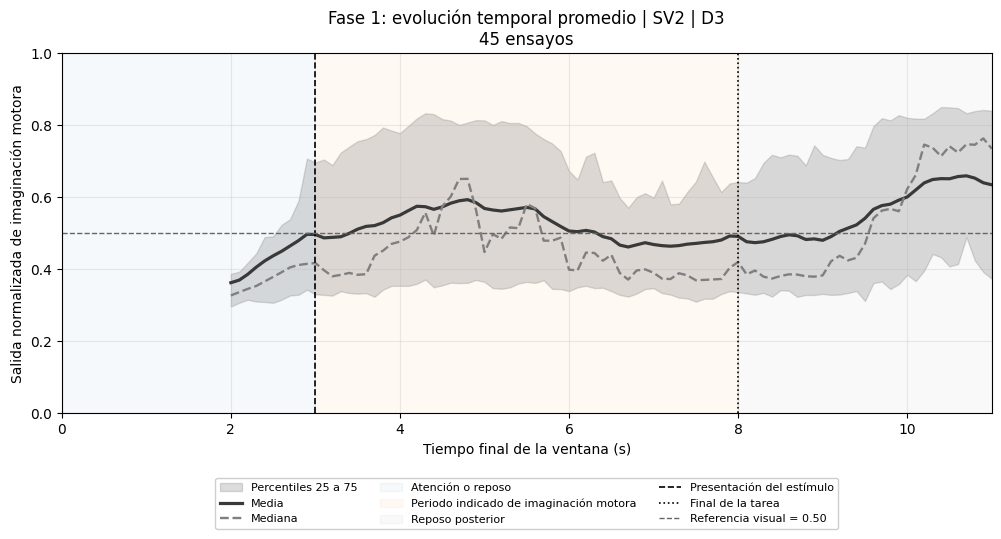 Fase 1: evolución temporal promedio | SV2 | D3
45 ensayos
Salida normalizada de imaginación motora
1.0
0.8
0.6
0.4
0.2
0.0
0 2 4 6 8 10
Tiempo final de la ventana (s)
Percentiles 25 a 75
Media
Mediana
Atención o reposo
Periodo indicado de imaginación motora
Reposo posterior
Presentación del estímulo
Final de la tarea
Referencia visual = 0.50